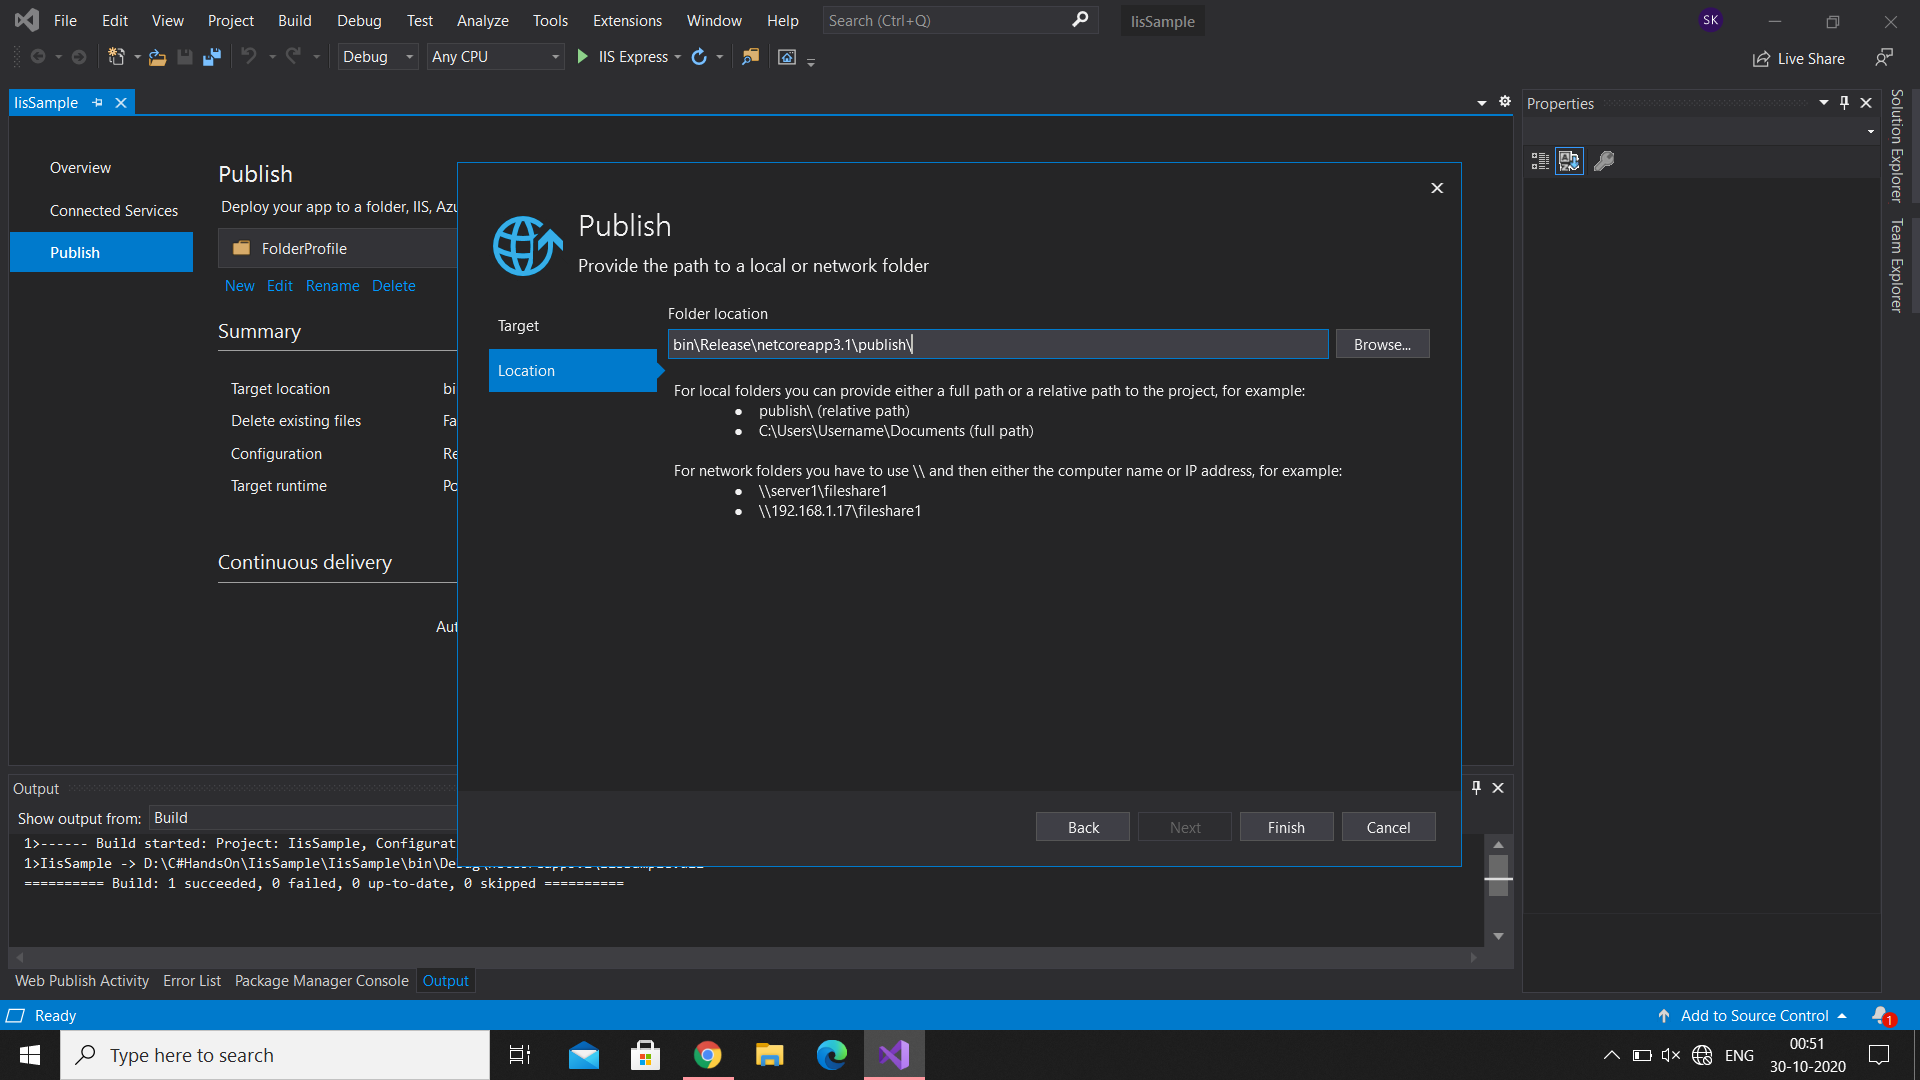 File Edit View Project Build Debug Test Analyze Tools Extensions Window Help Search (Ctrl+Q) IisSample SK
Debug Any CPU IIS Express Live Share
IisSample
Properties
Solution Explorer
Team Explorer
Overview
Connected Services
Publish
Publish
Deploy your app to a folder, IIS, Azu
FolderProfile
New Edit Rename Delete
Summary
Target location bi
Delete existing files Fa
Configuration Re
Target runtime Po
Continuous delivery
Aut
Publish
Provide the path to a local or network folder
Target
Location
Folder location
bin\Release\netcoreapp3.1\publish\
Browse...
For local folders you can provide either a full path or a relative path to the project, for example:
● publish\ (relative path)
● C:\Users\Username\Documents (full path)
For network folders you have to use \\ and then either the computer name or IP address, for example:
● \\server1\fileshare1
● \\192.168.1.17\fileshare1
Back Next Finish Cancel
Output
Show output from: Build
1>------ Build started: Project: IisSample, Configurat
1>IisSample -> D:\C#HandsOn\IisSample\IisSample\bin\
========== Build: 1 succeeded, 0 failed, 0 up-to-date, 0 skipped ==========
Web Publish Activity Error List Package Manager Console Output
Ready
Add to Source Control 1
Type here to search
ENG
00:51
30-10-2020